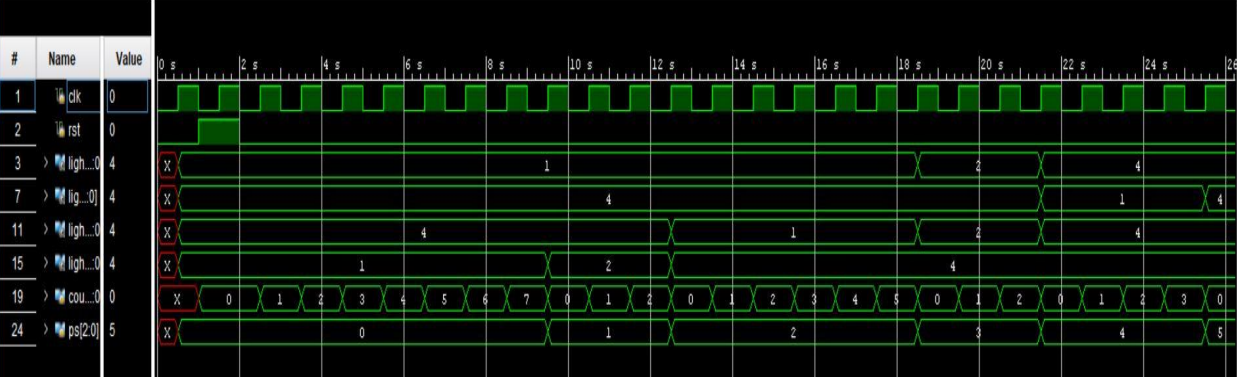 # Name Value 0 s 2 s 4 s 6 s 8 s 10 s 12 s 14 s 16 s 18 s 20 s 22 s 24 s 26
1 clk 0
2 rst 0
3 > ligh...:0 4 X 1 2 4
7 > lig...:0] 4 X 4 1 4
11 > ligh...:0 4 X 4 1 2 4
15 > ligh...:0 4 X 1 2 4
19 > cou...:0 0 X 0 1 2 3 4 5 6 7 0 1 2 0 1 2 3 4 5 0 1 2 0 1 2 3 0
24 > ps[2:0] 5 X 0 1 2 3 4 5